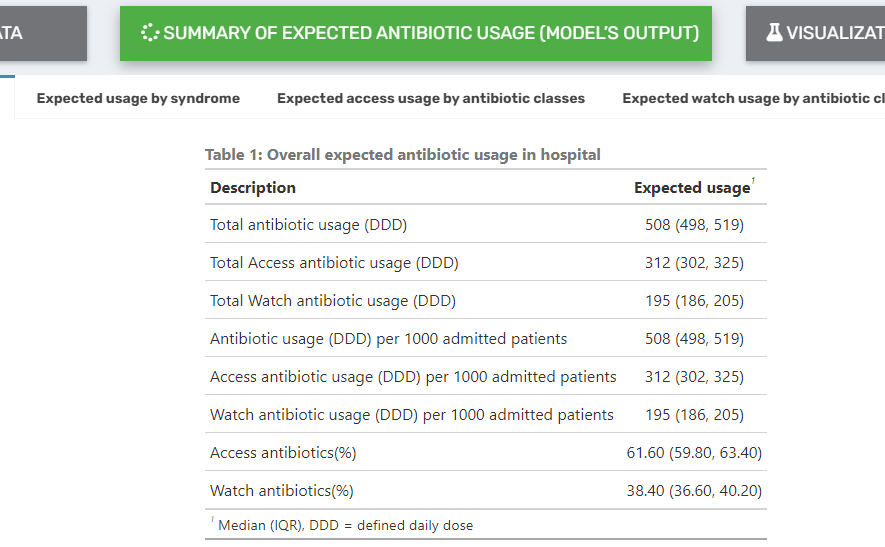 TA
SUMMARY OF EXPECTED ANTIBIOTIC USAGE (MODEL'S OUTPUT)
VISUALIZAT
Expected usage by syndrome
Expected access usage by antibiotic classes
Expected watch usage by antibiotic cl
Table 1: Overall expected antibiotic usage in hospital
Description Expected usage¹
Total antibiotic usage (DDD) 508 (498, 519)
Total Access antibiotic usage (DDD) 312 (302, 325)
Total Watch antibiotic usage (DDD) 195 (186, 205)
Antibiotic usage (DDD) per 1000 admitted patients 508 (498, 519)
Access antibiotic usage (DDD) per 1000 admitted patients 312 (302, 325)
Watch antibiotic usage (DDD) per 1000 admitted patients 195 (186, 205)
Access antibiotics(%) 61.60 (59.80, 63.40)
Watch antibiotics(%) 38.40 (36.60, 40.20)
¹ Median (IQR), DDD = defined daily dose